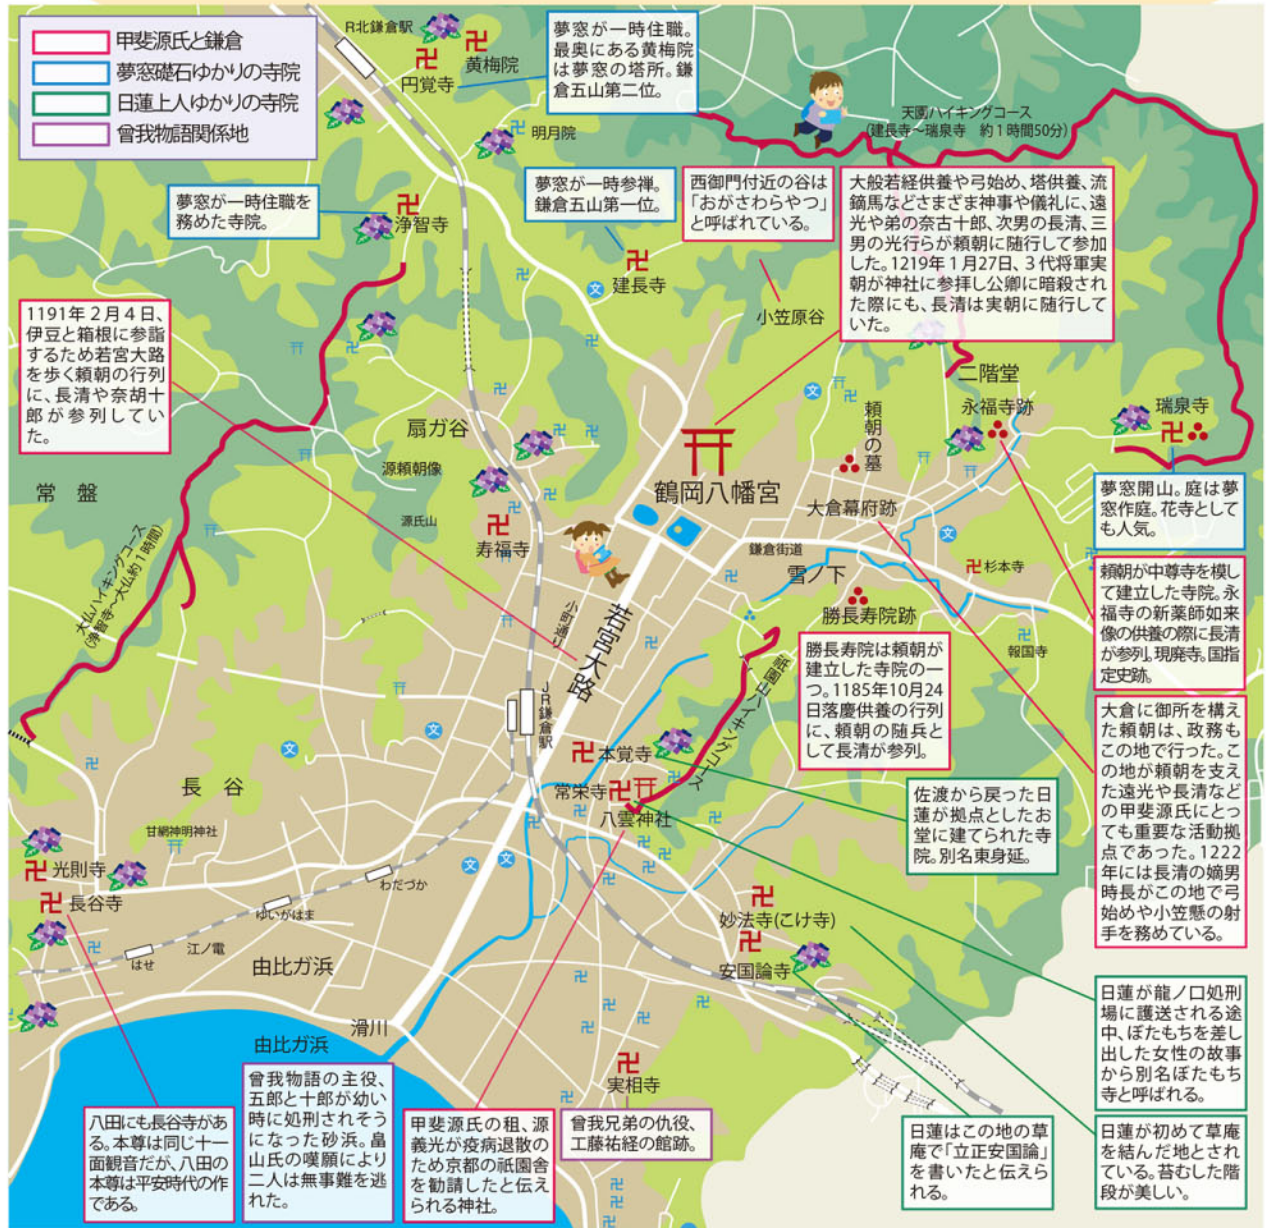 甲斐源氏と鎌倉
夢窓礎石ゆかりの寺院
日蓮上人ゆかりの寺院
曾我物語関係地
R北鎌倉駅
円覚寺
黄梅院
夢窓が一時住職。
最奥にある黄梅院
は夢窓の塔所。鎌
倉五山第二位。
天園ハイキングコース
(建長寺〜瑞泉寺　約1時間50分)
明月院
夢窓が一時住職を
務めた寺院。
浄智寺
夢窓が一時参禅。
鎌倉五山第一位。
建長寺
文
西御門付近の谷は
「おがさわらやつ」
と呼ばれている。
小笠原谷
大般若経供養や弓始め、塔供養、流
鏑馬などさまざま神事や儀礼に、遠
光や弟の奈古十郎、次男の長清、三
男の光行らが頼朝に随行して参加
した。1219年1月27日、3代将軍実
朝が神社に参拝し公卿に暗殺され
た際にも、長清は実朝に随行して
いた。
1191年2月4日、
伊豆と箱根に参詣
するため若宮大路
を歩く頼朝の行列
に、長清や奈胡十
郎が参列してい
た。
二階堂
永福寺跡
瑞泉寺
文
頼朝の墓
扇ガ谷
源頼朝像
源氏山
寿福寺
常盤
大仏ハイキングコース
(浄智寺〜大仏約1時間)
鶴岡八幡宮
大倉幕府跡
夢窓開山。庭は夢
窓作庭。花寺として
も人気。
鎌倉街道
雪ノ下
文
杉本寺
報国寺
勝長寿院跡
頼朝が中尊寺を模し
て建立した寺院。永
福寺の新薬師如来
像の供養の際に長清
が参列。現廃寺。国指
定史跡。
小町通り
若宮大路
JR鎌倉駅
祇園山ハイキングコース
勝長寿院は頼朝が
建立した寺院の一
つ。1185年10月24
日落慶供養の行列
に、頼朝の随兵と
して長清が参列。
大倉に御所を構え
た頼朝は、政務も
この地で行った。こ
の地が頼朝を支え
た遠光や長清など
の甲斐源氏にとっ
ても重要な活動拠
点であった。1222
年には長清の嫡男
時長がこの地で弓
始めや小笠懸の射
手を務めている。
文
文
本覚寺
常栄寺
八雲神社
佐渡から戻った日
蓮が拠点としたお
堂に建てられた寺
院。別名東身延。
長谷
甘縄神明神社
光則寺
長谷寺
わだづか
ゆいがはま
はせ
江ノ電
文
文
妙法寺(こけ寺)
安国論寺
由比ガ浜
滑川
由比ガ浜
実相寺
日蓮が龍ノ口処刑
場に護送される途
中、ぼたもちを差し
出した女性の故事
から別名ぼたもち
寺と呼ばれる。
八田にも長谷寺があ
る。本尊は同じ十一
面観音だが、八田の
本尊は平安時代の作
である。
曾我物語の主役、
五郎と十郎が幼い
時に処刑されそう
になった砂浜。畠
山氏の嘆願により
二人は無事難を逃
れた。
甲斐源氏の祖、源
義光が疫病退散の
ため京都の祇園舎
を勧請したと伝え
られる神社。
曾我兄弟の仇役、
工藤祐経の館跡。
日蓮はこの地の草
庵で「立正安国論」
を書いたと伝えら
れる。
日蓮が初めて草庵
を結んだ地とされ
ている。苔むした階
段が美しい。